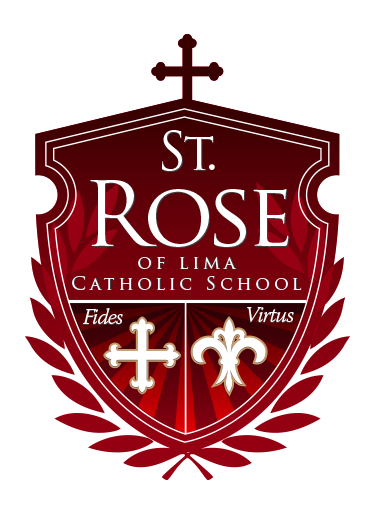 St.
Rose
of Lima
Catholic School
Fides
Virtus